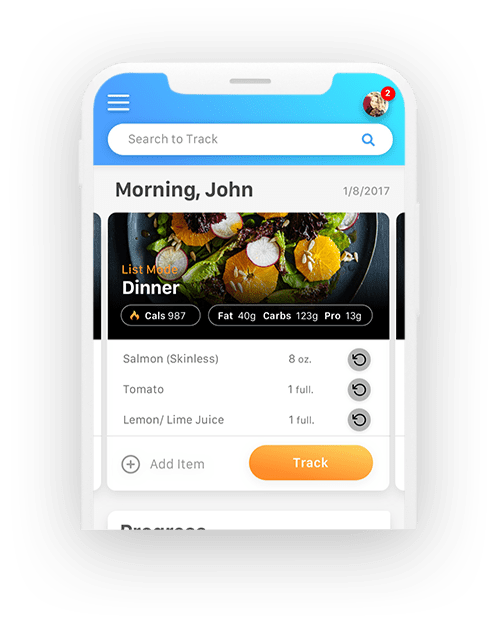 2
Search to Track
Morning, John 1/8/2017
List Mode
Dinner
Cals 987 Fat 40g Carbs 123g Pro 13g
Salmon (Skinless) 8 oz.
Tomato 1 full.
Lemon/ Lime Juice 1 full.
Add Item Track
Progress